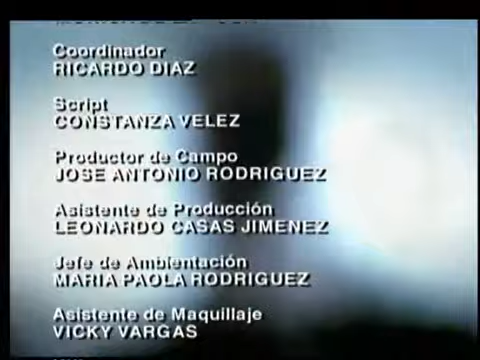 Coordinador
RICARDO DIAZ
Script
CONSTANZA VELEZ
Productor de Campo
JOSE ANTONIO RODRIGUEZ
Asistente de Producción
LEONARDO CASAS JIMENEZ
Jefe de Ambientación
MARIA PAOLA RODRIGUEZ
Asistente de Maquillaje
VICKY VARGAS